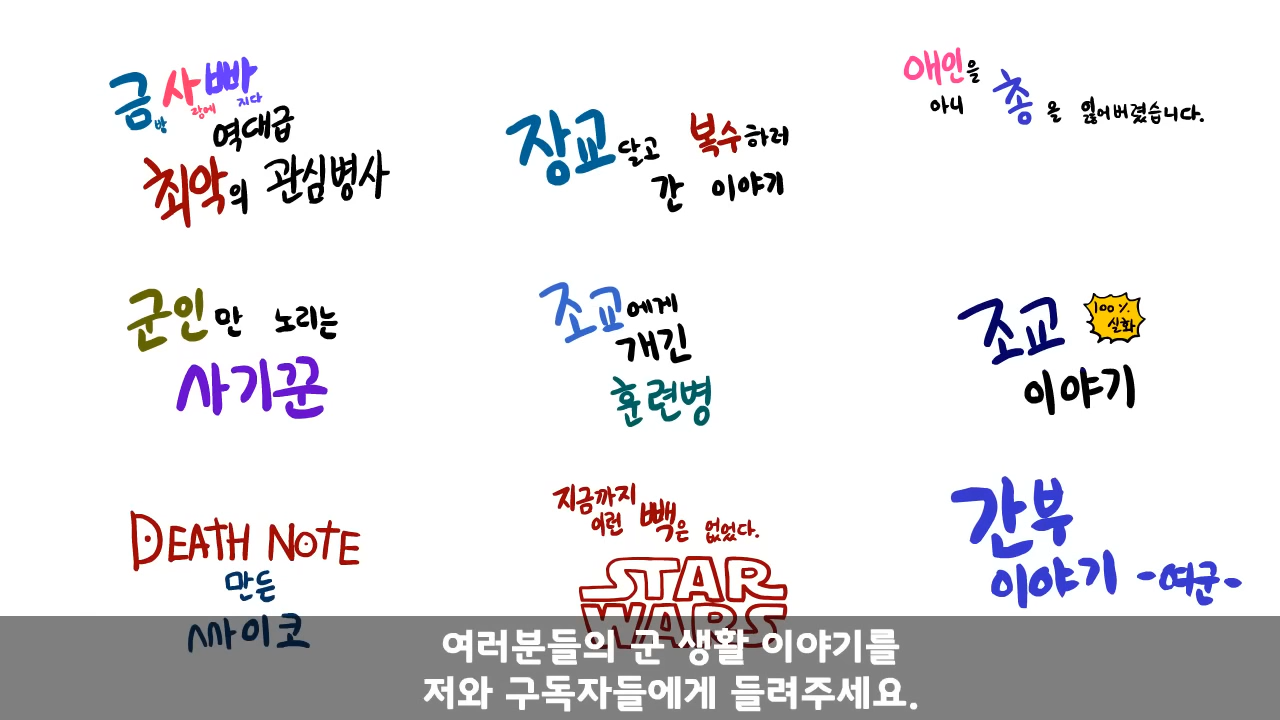 금사빠
방 랑에 지다
역대급
최악의 관심병사
장교달고 복수하러
간 이야기
애인을
아니 총을 잃어버렸습니다.
군인만 노리는
사기꾼
조교에게
개긴
훈련병
조교 100% 실화
이야기
DEATH NOTE
만든
싸이코
지금까지
이런 빽은 없었다.
STAR
WARS
간부
이야기 -여군-
여러분들의 군 생활 이야기를
저와 구독자들에게 들려주세요.